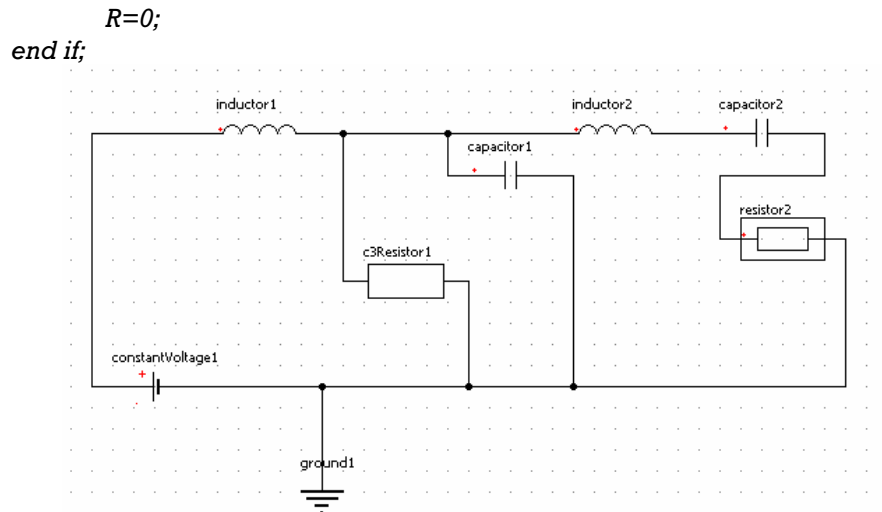 R=0;
end if;
inductor1
inductor2
capacitor2
capacitor1
resistor2
c3Resistor1
constantVoltage1
ground1